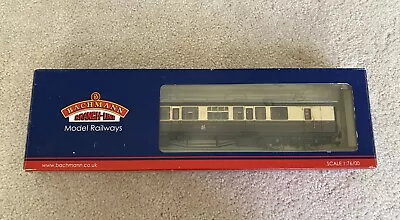 BACHMANN
BRANCH-LINE
Model Railways
www.bachmann.co.uk
SCALE 1:76/00